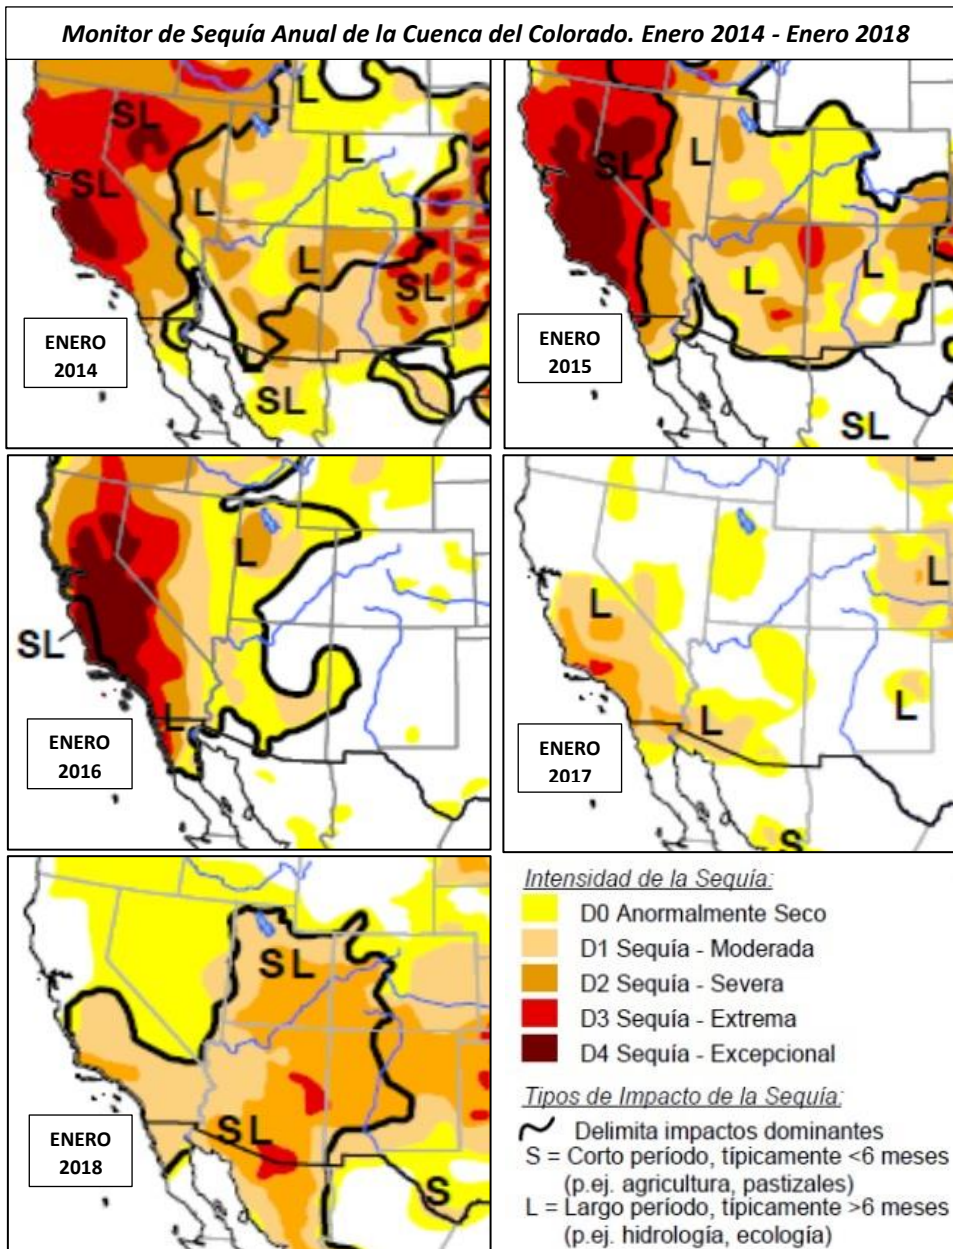 Monitor de Sequía Anual de la Cuenca del Colorado. Enero 2014 - Enero 2018
SL
L
L
SL
L
L
SL
SL
ENERO
2014
SL
L
L
L
SL
ENERO
2015
L
SL
L
ENERO
2016
L
L
L
L
L
S
ENERO
2017
SL
SL
S
ENERO
2018
Intensidad de la Sequía:
D0 Anormalmente Seco
D1 Sequía - Moderada
D2 Sequía - Severa
D3 Sequía - Extrema
D4 Sequía - Excepcional
Tipos de Impacto de la Sequía:
Delimita impactos dominantes
S = Corto período, típicamente <6 meses
(p.ej. agricultura, pastizales)
L = Largo período, típicamente >6 meses
(p.ej. hidrología, ecología)